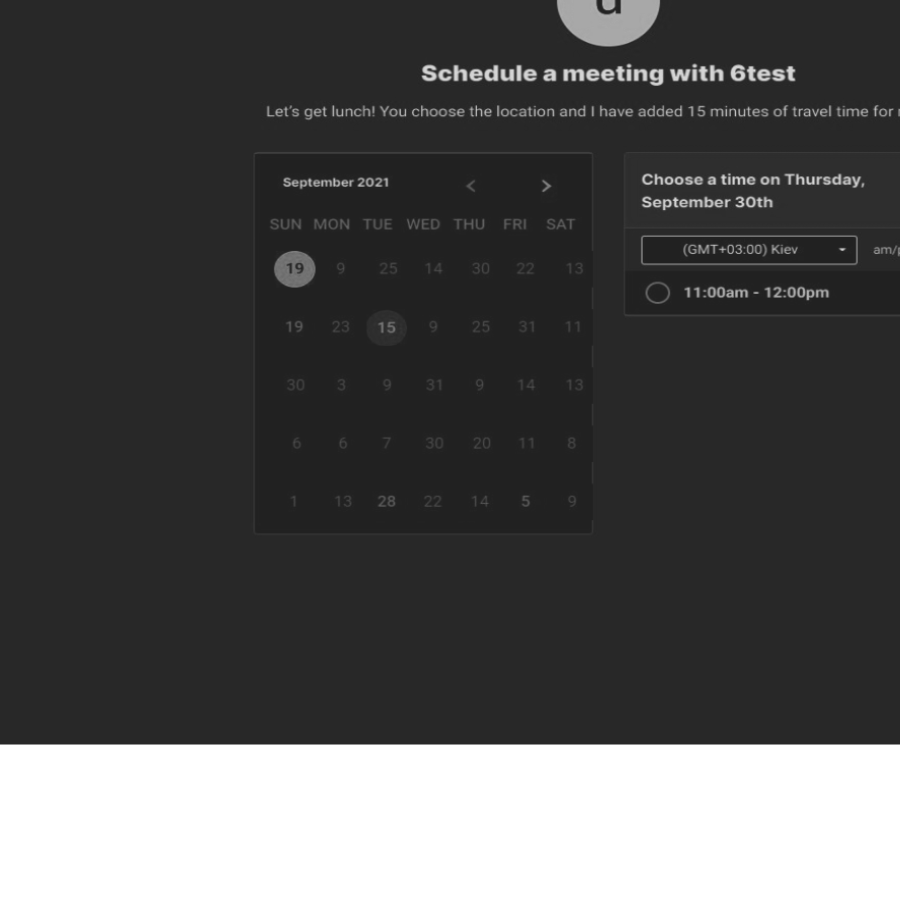 Schedule a meeting with 6test
Let's get lunch! You choose the location and I have added 15 minutes of travel time for
September 2021
SUN MON TUE WED THU FRI SAT
19 9 25 14 30 22 13
19 23 15 9 25 31 11
30 3 9 31 9 14 13
6 6 7 30 20 11 8
1 13 28 22 14 5 9
Choose a time on Thursday,
September 30th
(GMT+03:00) Kiev am/
11:00am - 12:00pm